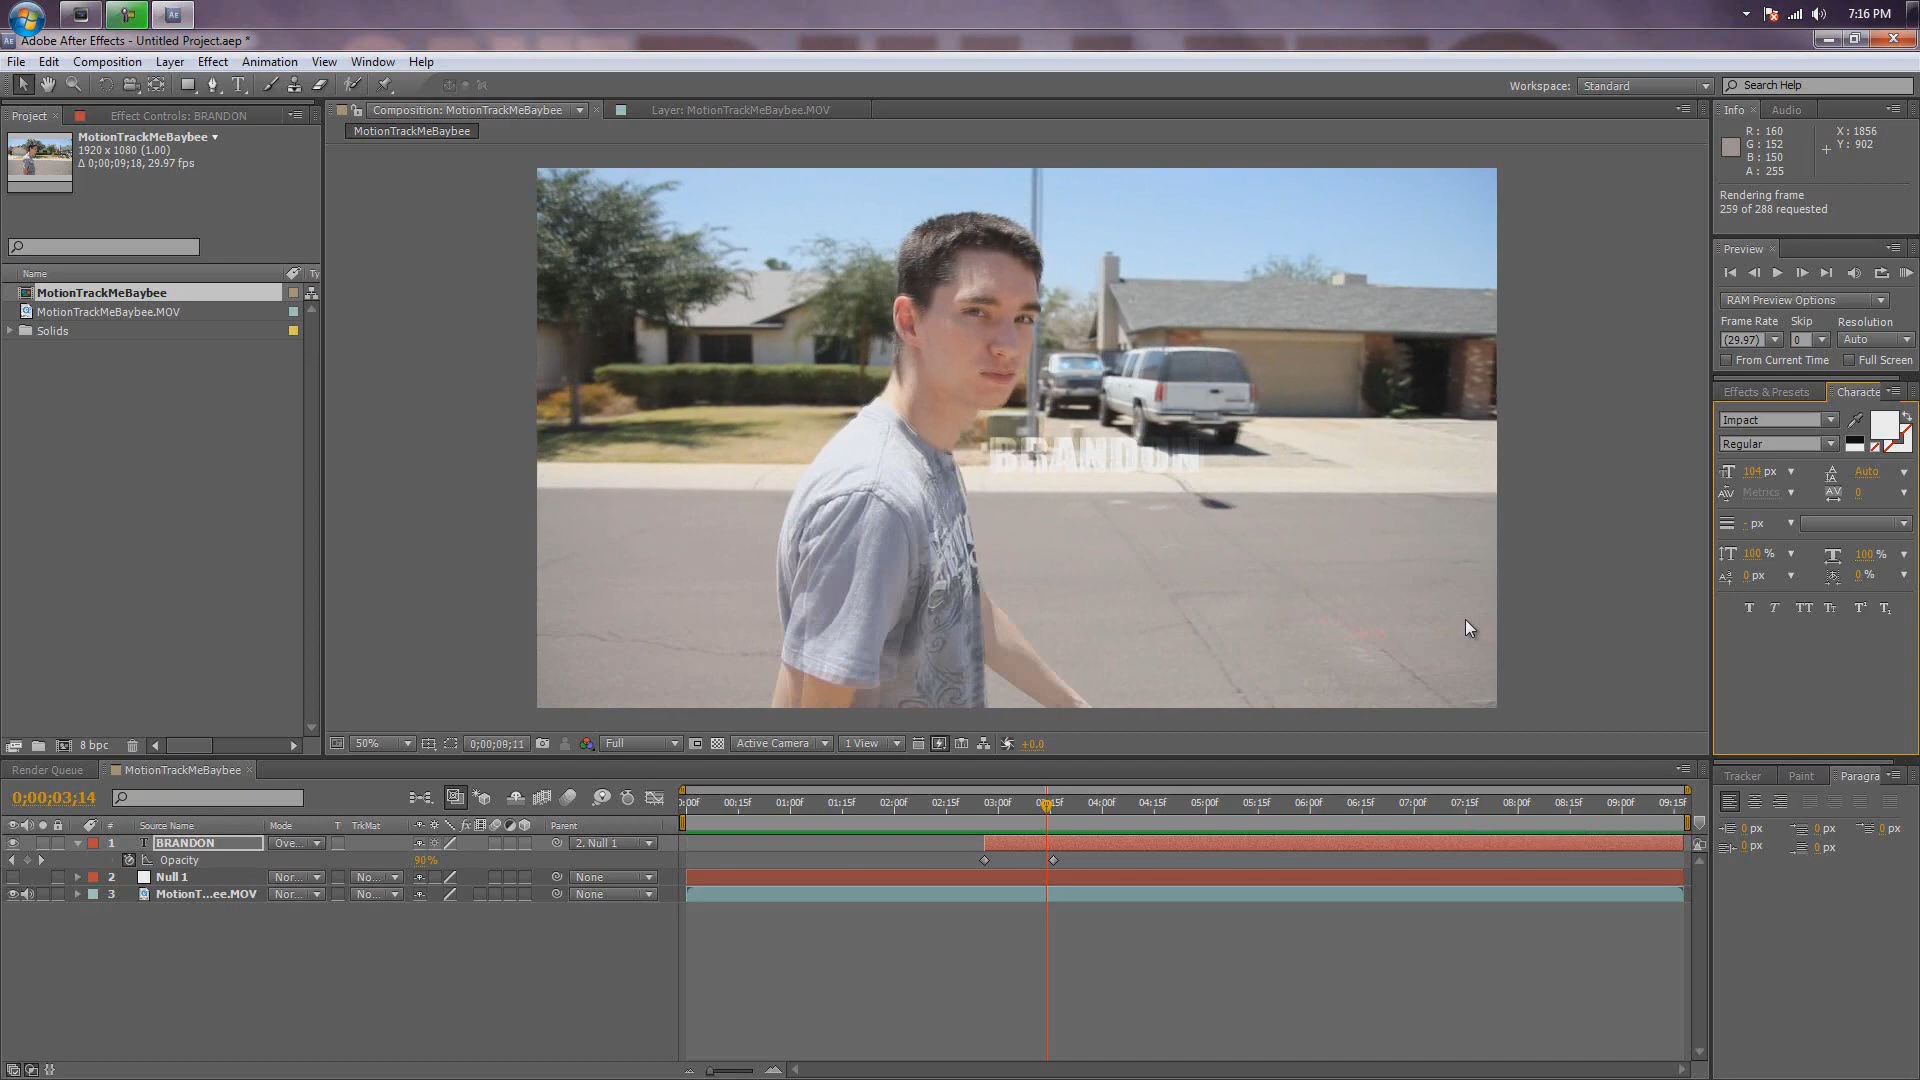 7:16 PM
Adobe After Effects - Untitled Project.aep *
File Edit Composition Layer Effect Animation View Window Help
Workspace: Standard Search Help
Project Effect Controls: BRANDON
Composition: MotionTrackMeBaybee Layer: MotionTrackMeBaybee.MOV
Info Audio
MotionTrackMeBaybee
1920 x 1080 (1.00)
Δ 0;00;09;18, 29.97 fps
MotionTrackMeBaybee
R: 160 X: 1856
G: 152 Y: 902
B: 150
A: 255
Rendering frame
259 of 288 requested
Preview
RAM Preview Options
Frame Rate Skip Resolution
(29.97) 0 Auto
From Current Time Full Screen
Name Ty
MotionTrackMeBaybee
MotionTrackMeBaybee.MOV
Solids
Effects & Presets Characte
Impact
Regular
104 px Auto
Metrics 0
- px
100 % 100 %
0 px 0 %
T T TT Tt T¹ T₁
BRANDON
8 bpc
50% 0;00;09;11 Full Active Camera 1 View +0.0
Render Queue MotionTrackMeBaybee
Tracker Paint Paragra
0;00;03;14
0:00f 00:15f 01:00f 01:15f 02:00f 02:15f 03:00f 04:00f 04:15f 05:00f 05:15f 06:00f 06:15f 07:00f 07:15f 08:00f 08:15f 09:00f 09:15f
# Source Name Mode T TrkMat Parent
1 T BRANDON Ove... 2. Null 1
Opacity 90%
2 Null 1 Nor... No... None
3 MotionT...ee.MOV Nor... No... None
0 px 0 px 0 px
0 px 0 px